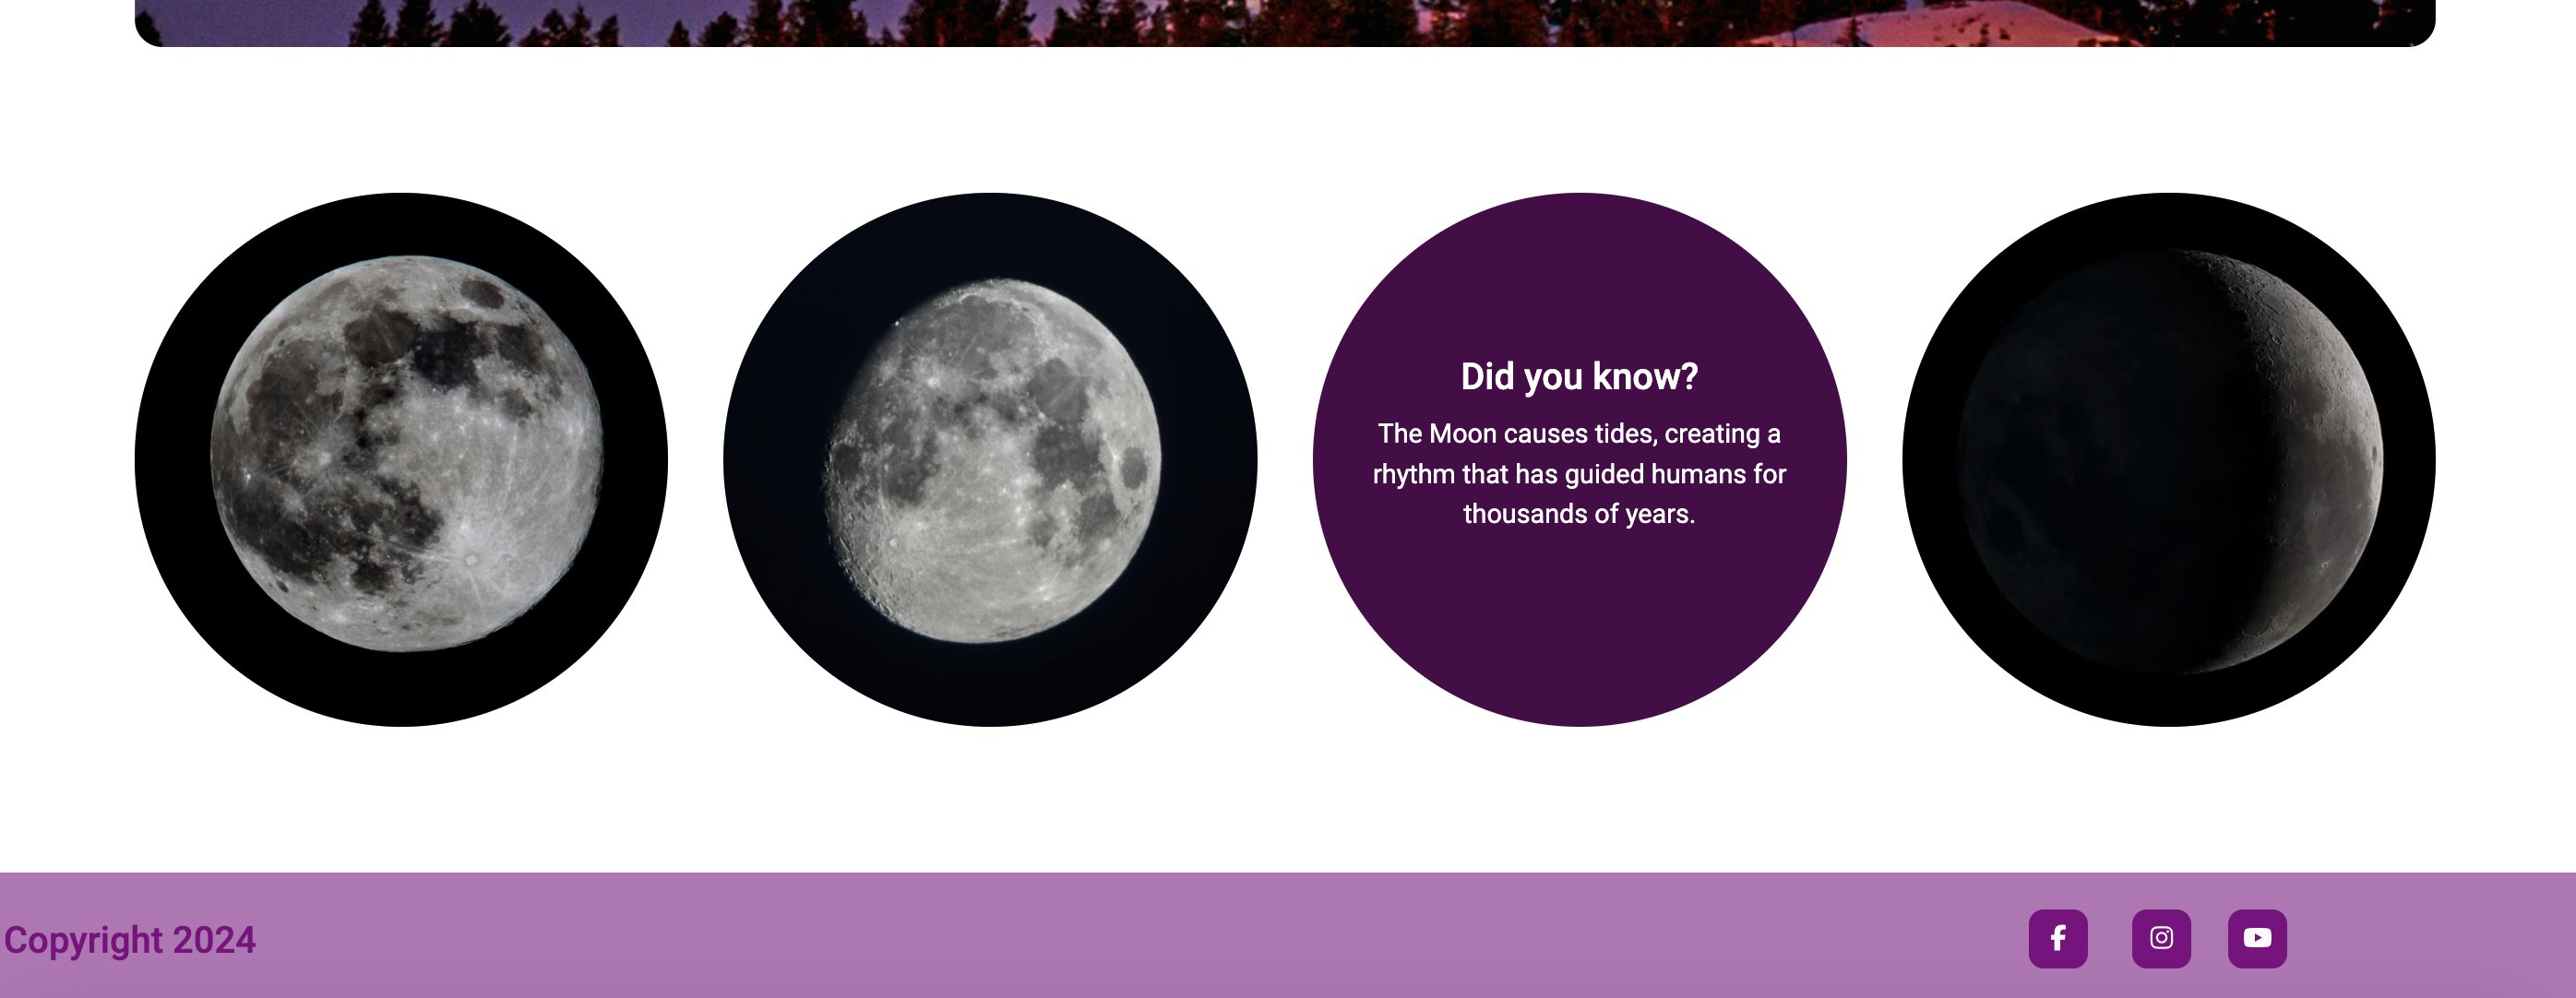 Did you know?
The Moon causes tides, creating a
rhythm that has guided humans for
thousands of years.
Copyright 2024